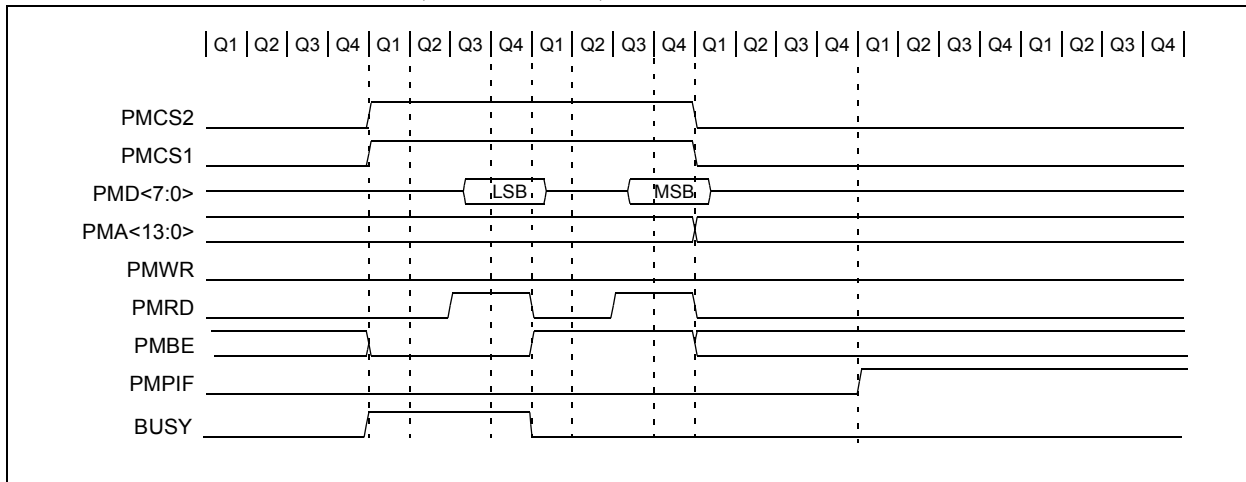 Q1 Q2 Q3 Q4 Q1 Q2 Q3 Q4 Q1 Q2 Q3 Q4 Q1 Q2 Q3 Q4 Q1 Q2 Q3 Q4 Q1 Q2 Q3 Q4
PMCS2
PMCS1
PMD<7:0> LSB MSB
PMA<13:0>
PMWR
PMRD
PMBE
PMPIF
BUSY